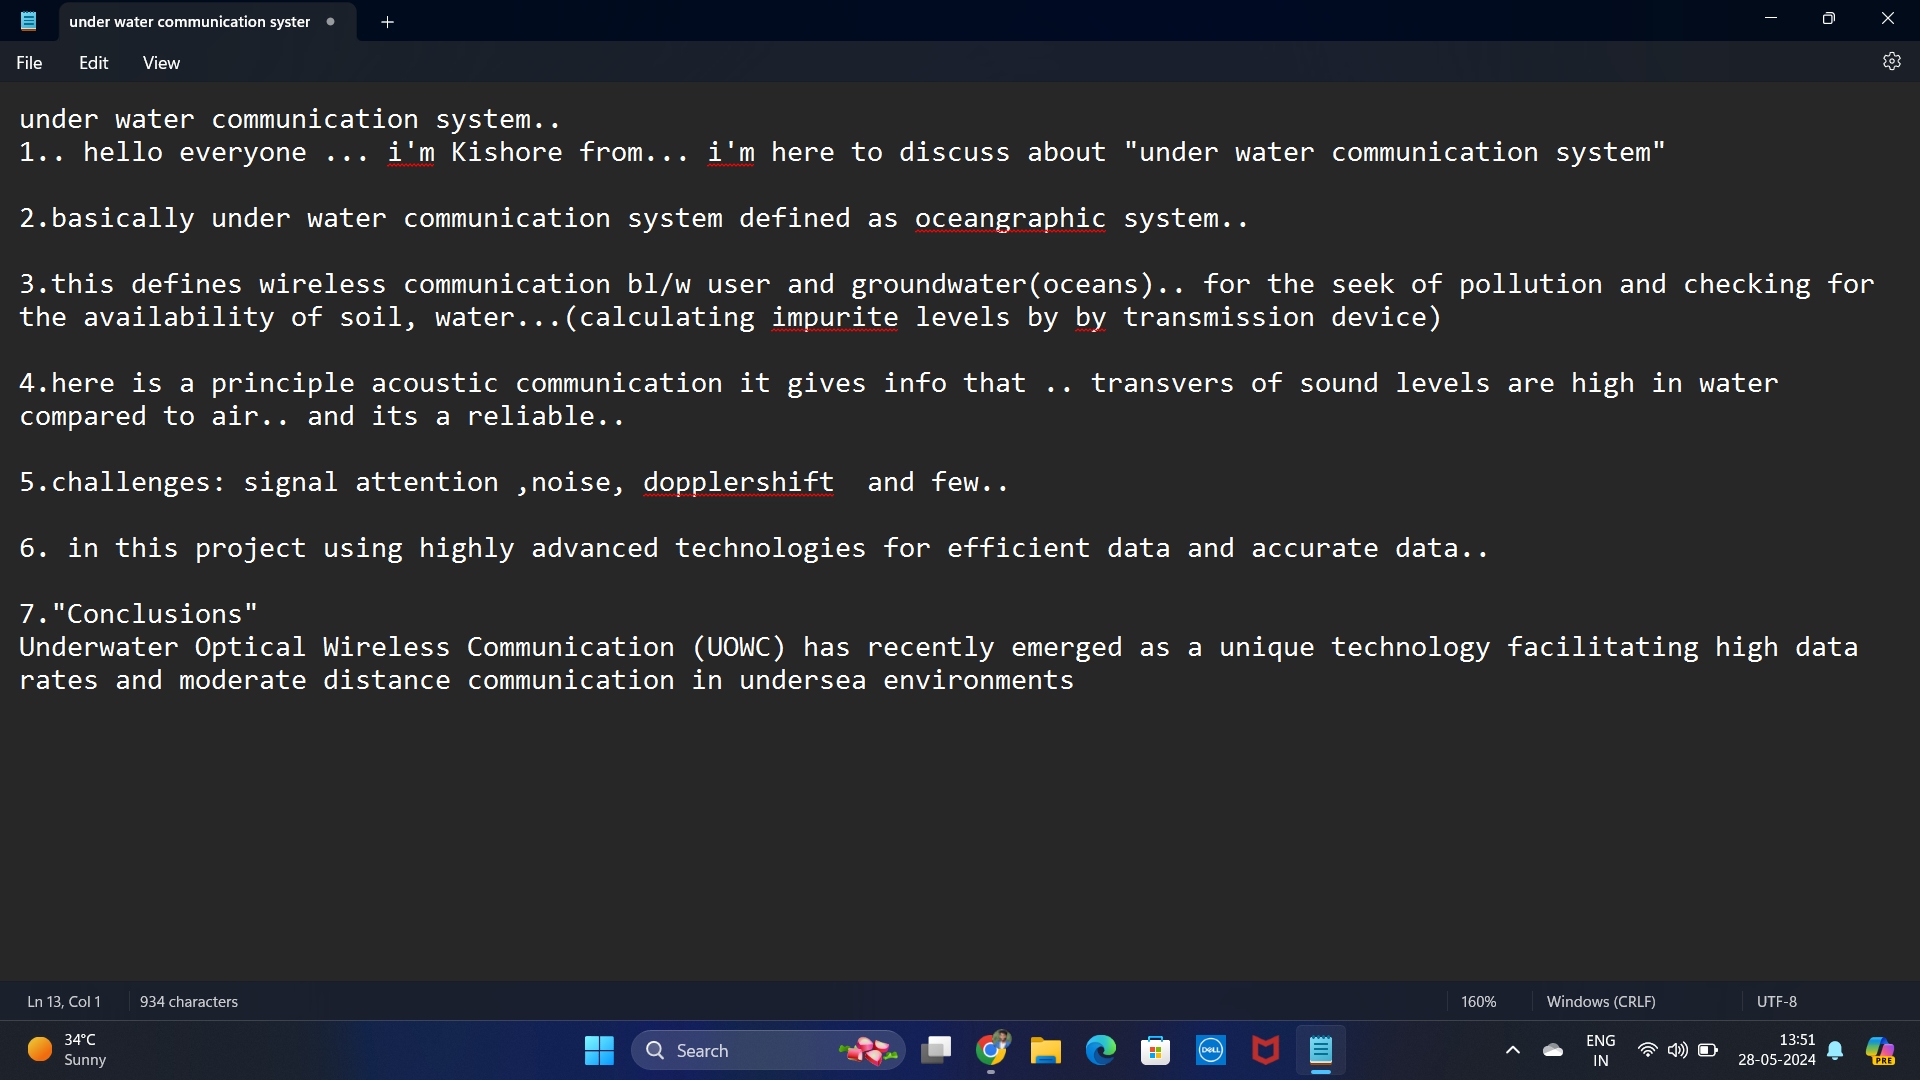 under water communication syster
File Edit View
under water communication system..
1.. hello everyone ... i'm Kishore from... i'm here to discuss about "under water communication system"
2.basically under water communication system defined as oceangraphic system..
3.this defines wireless communication bl/w user and groundwater(oceans).. for the seek of pollution and checking for
the availability of soil, water...(calculating impurite levels by by transmission device)
4.here is a principle acoustic communication it gives info that .. transvers of sound levels are high in water
compared to air.. and its a reliable..
5.challenges: signal attention ,noise, dopplershift  and few..
6. in this project using highly advanced technologies for efficient data and accurate data..
7."Conclusions"
Underwater Optical Wireless Communication (UOWC) has recently emerged as a unique technology facilitating high data
rates and moderate distance communication in undersea environments
Ln 13, Col 1 934 characters 160% Windows (CRLF) UTF-8
34°C
Sunny
Search
DELL
ENG
IN
13:51
28-05-2024
PRE